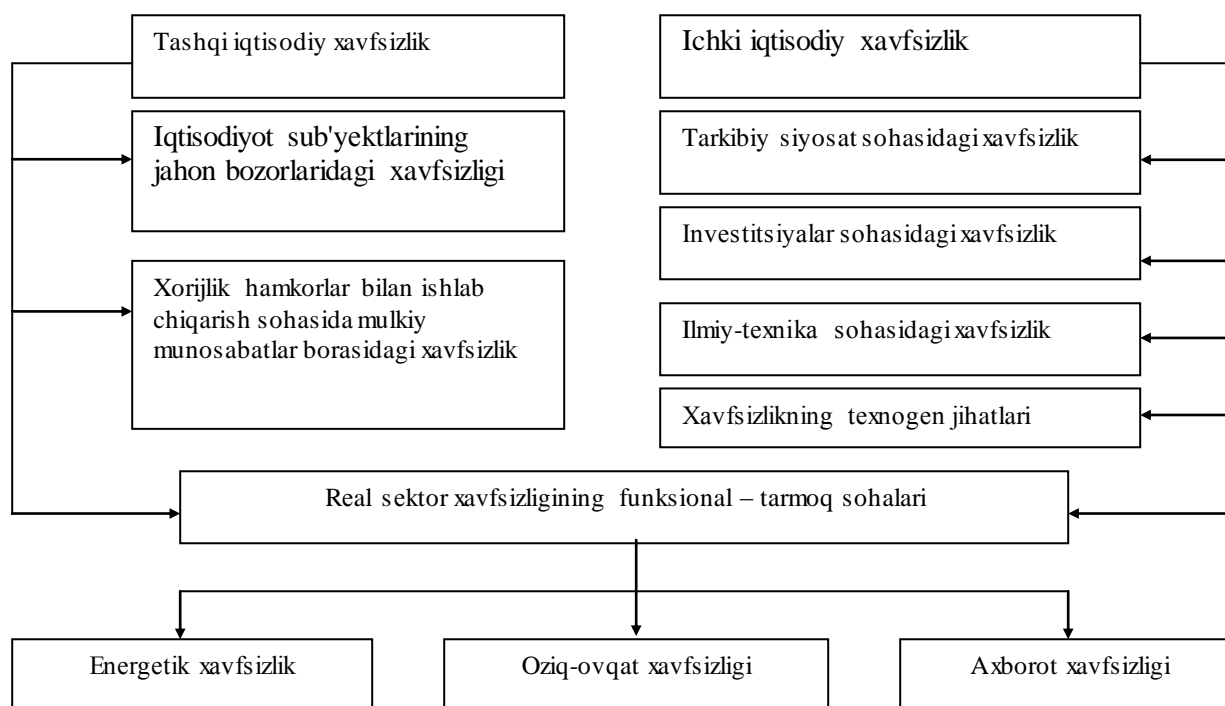 Tashqi iqtisodiy xavfsizlik
Iqtisodiyot sub'yektlarining
jahon bozorlaridagi xavfsizligi
Xorijlik hamkorlar bilan ishlab
chiqarish sohasida mulkiy
munosabatlar borasidagi xavfsizlik
Ichki iqtisodiy xavfsizlik
Tarkibiy siyosat sohasidagi xavfsizlik
Investitsiyalar sohasidagi xavfsizlik
Ilmiy-texnika sohasidagi xavfsizlik
Xavfsizlikning texnogen jihatlari
Real sektor xavfsizligining funksional – tarmoq sohalari
Energetik xavfsizlik
Oziq-ovqat xavfsizligi
Axborot xavfsizligi